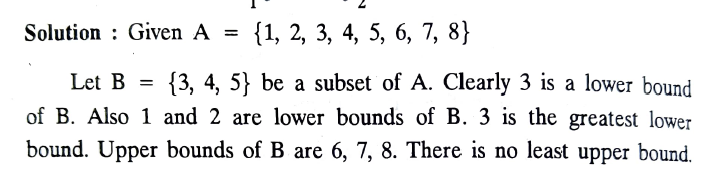 Solution : Given A = {1, 2, 3, 4, 5, 6, 7, 8}
Let B = {3, 4, 5} be a subset of A. Clearly 3 is a lower bound
of B. Also 1 and 2 are lower bounds of B. 3 is the greatest lower
bound. Upper bounds of B are 6, 7, 8. There is no least upper bound.